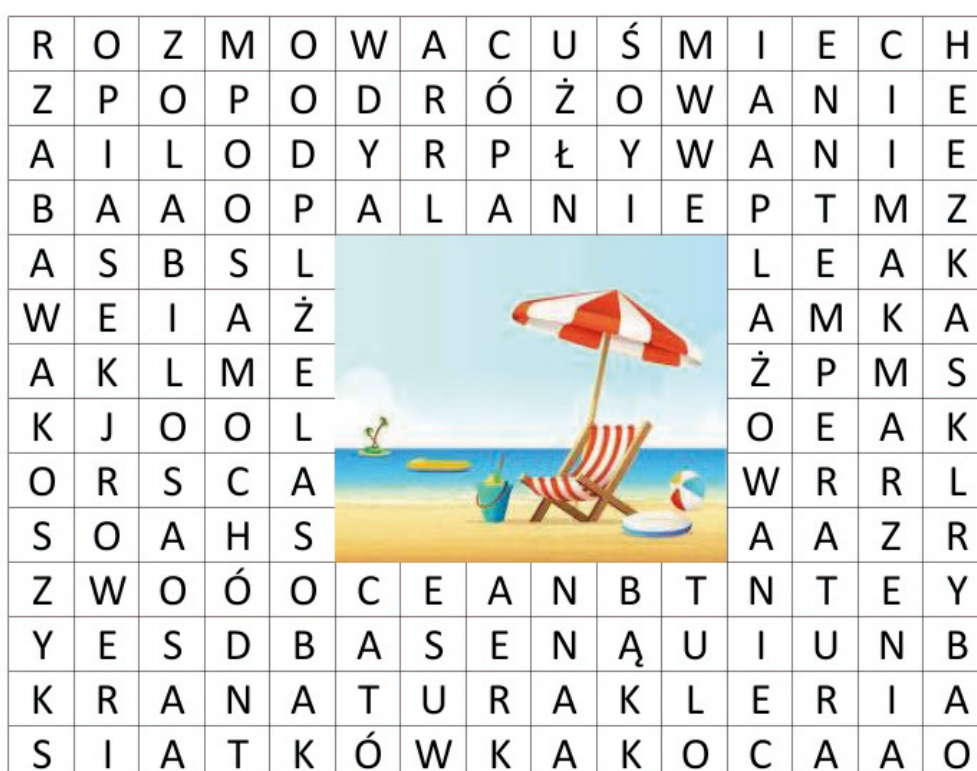 R O Z M O W A C U Ś M I E C H
Z P O P O D R Ó Ż O W A N I E
A I L O D Y R P Ł Y W A N I E
B A A O P A L A N I E P T M Z
A S B S L L E A K
W E I A Ż A M K A
A K L M E Ż P M S
K J O O L O E A K
O R S C A W R R L
S O A H S A A Z R
Z W O Ó O C E A N B T N T E Y
Y E S D B A S E N Ą U I U N B
K R A N A T U R A K L E R I A
S I A T K Ó W K A K O C A A O